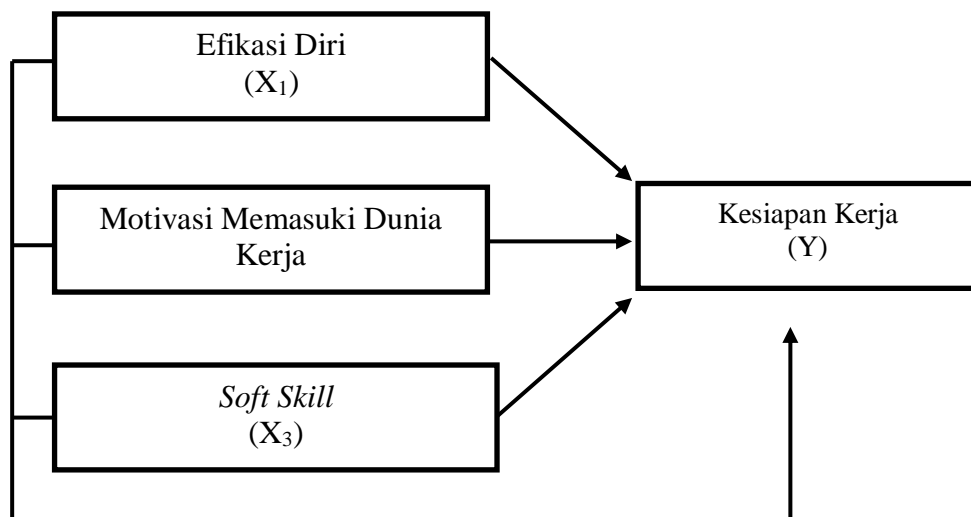 Efikasi Diri
(X₁)
Motivasi Memasuki Dunia
Kerja
Soft Skill
(X₃)
Kesiapan Kerja
(Y)